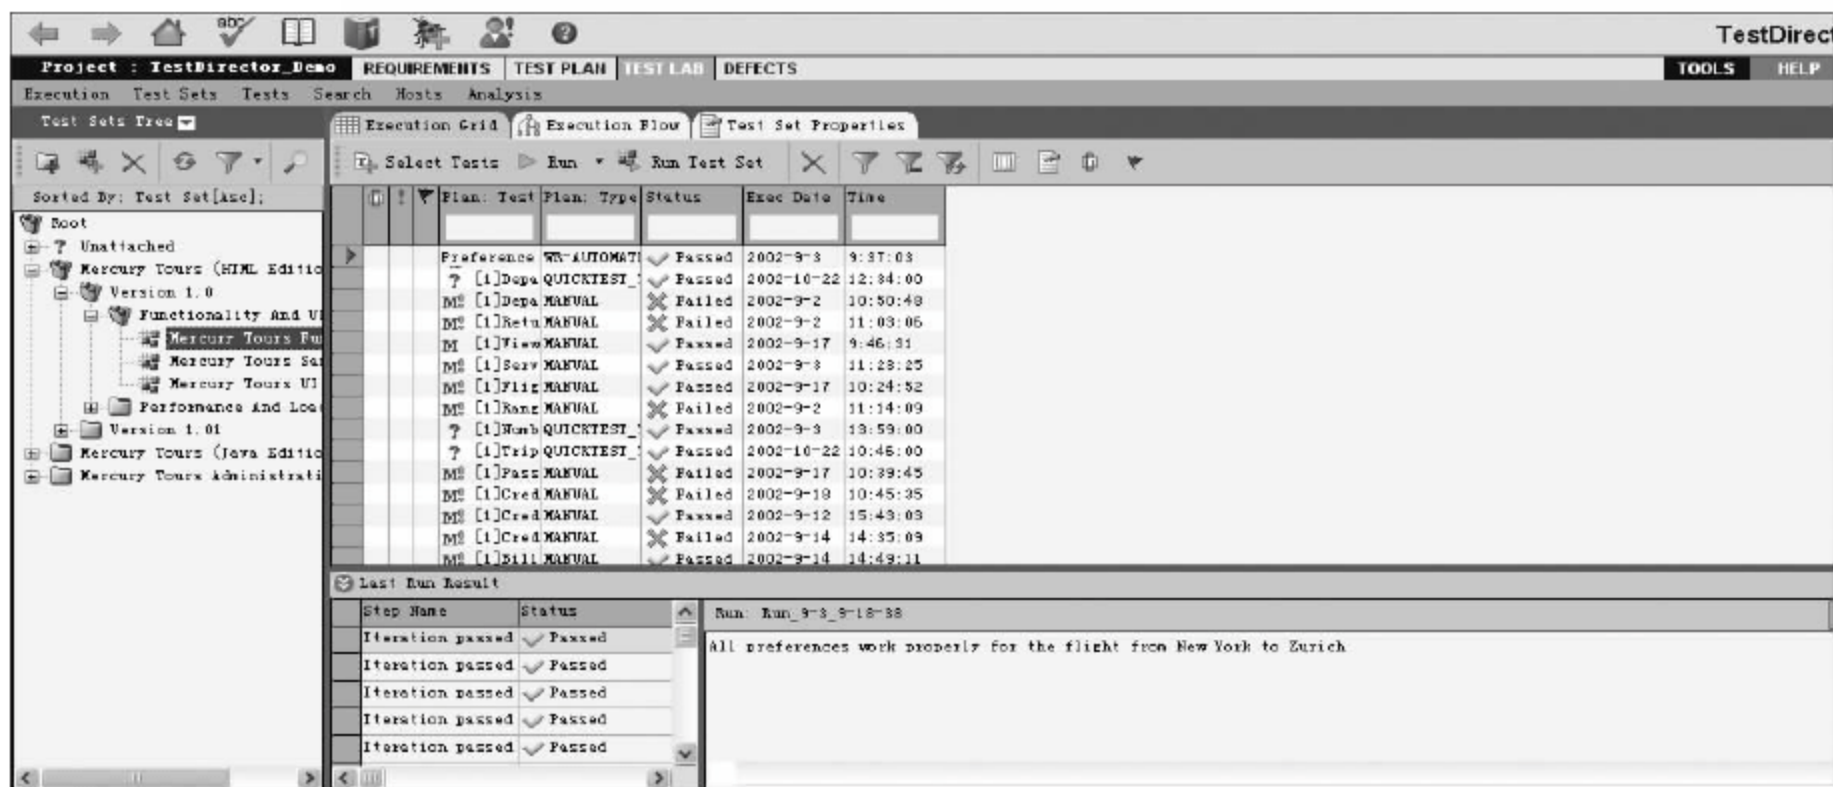 abc
TestDirect
Project : TestDirector_Demo REQUIREMENTS TEST PLAN TEST LAB DEFECTS TOOLS HELP
Execution Test Sets Tests Search Hosts Analysis
Test Sets Tree
Execution Grid Execution Flow Test Set Properties
Select Tests Run Run Test Set
Sorted By: Test Set[Asc];
Plan: Test Plan: Type Status Exec Date Time
Root
? Unattached
Mercury Tours (HTML Editio
Version 1.0
Functionality And UI
Mercury Tours Fu
Mercury Tours Sa
Mercury Tours UI
Performance And Loa
Version 1.01
Mercury Tours (Java Editio
Mercury Tours Administrati
Preference WR-AUTOMATI Passed 2002-9-3 9:37:03
? [1]Depa QUICKTEST_ Passed 2002-10-22 12:34:00
M [1]Depa MANUAL Failed 2002-9-2 10:50:48
M [1]Retu MANUAL Failed 2002-9-2 11:03:06
M [1]View MANUAL Passed 2002-9-17 9:46:31
M [1]Serv MANUAL Passed 2002-9-3 11:28:25
M [1]Flig MANUAL Passed 2002-9-17 10:24:52
M [1]Rang MANUAL Failed 2002-9-2 11:14:09
? [1]Numb QUICKTEST_ Passed 2002-9-3 13:59:00
? [1]Trip QUICKTEST_ Passed 2002-10-22 10:46:00
M [1]Pass MANUAL Failed 2002-9-17 10:39:45
M [1]Cred MANUAL Failed 2002-9-18 10:45:35
M [1]Cred MANUAL Passed 2002-9-12 15:43:03
M [1]Cred MANUAL Failed 2002-9-14 14:35:09
M [1]Bill MANUAL Passed 2002-9-14 14:49:11
Last Run Result
Step Name Status
Run: Run_9-3_9-18-38
Iteration passed Passed
All preferences work properly for the flight from New York to Zurich
Iteration passed Passed
Iteration passed Passed
Iteration passed Passed
Iteration passed Passed